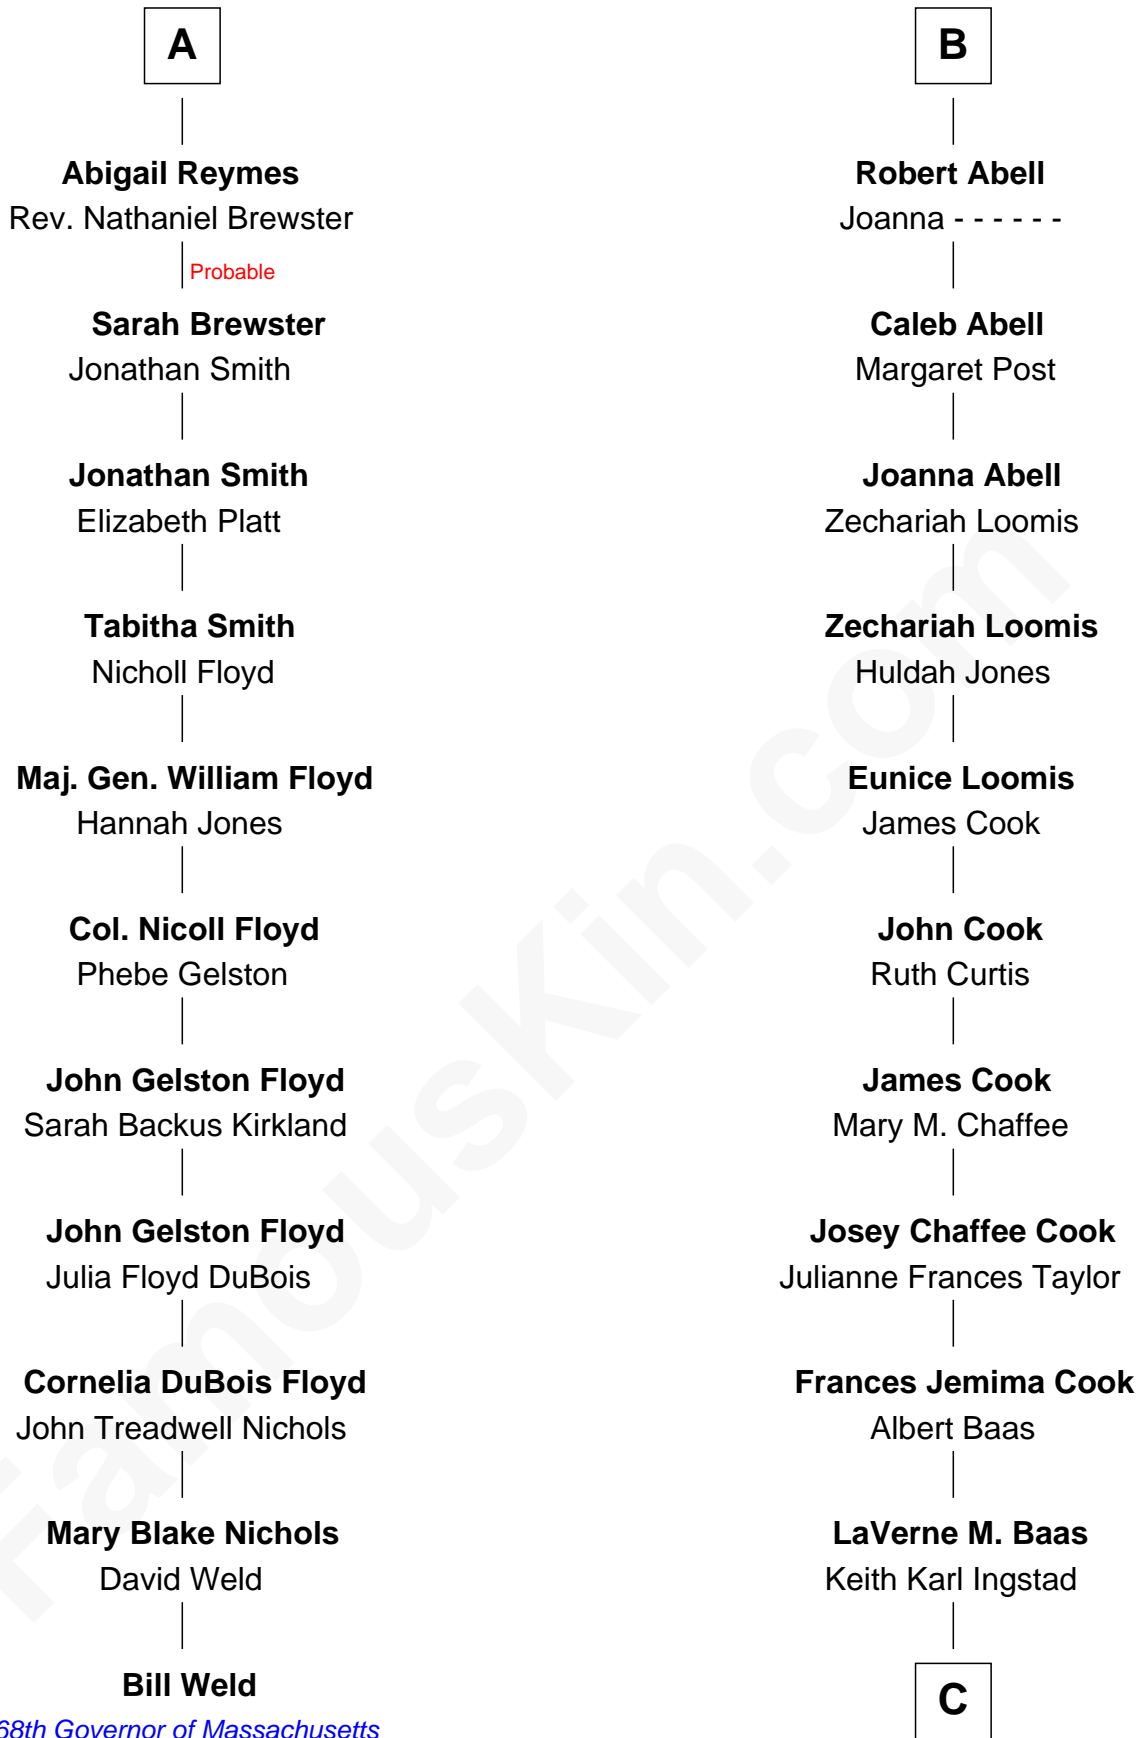 A
Abigail Reymes
Rev. Nathaniel Brewster
Probable
Sarah Brewster
Jonathan Smith
Jonathan Smith
Elizabeth Platt
Tabitha Smith
Nicholl Floyd
Maj. Gen. William Floyd
Hannah Jones
Col. Nicoll Floyd
Phebe Gelston
John Gelston Floyd
Sarah Backus Kirkland
John Gelston Floyd
Julia Floyd DuBois
Cornelia DuBois Floyd
John Treadwell Nichols
Mary Blake Nichols
David Weld
Bill Weld
68th Governor of Massachusetts
B
Robert Abell
Joanna - - - - - -
Caleb Abell
Margaret Post
Joanna Abell
Zechariah Loomis
Zechariah Loomis
Huldah Jones
Eunice Loomis
James Cook
John Cook
Ruth Curtis
James Cook
Mary M. Chaffee
Josey Chaffee Cook
Julianne Frances Taylor
Frances Jemima Cook
Albert Baas
LaVerne M. Baas
Keith Karl Ingstad
C
FamousKin.com